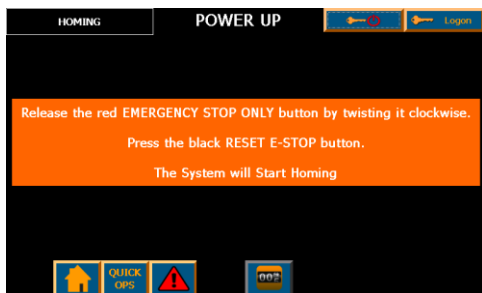 HOMING
POWER UP
Logon
Release the red EMERGENCY STOP ONLY button by twisting it clockwise.
Press the black RESET E-STOP button.
The System will Start Homing
QUICK
OPS
007